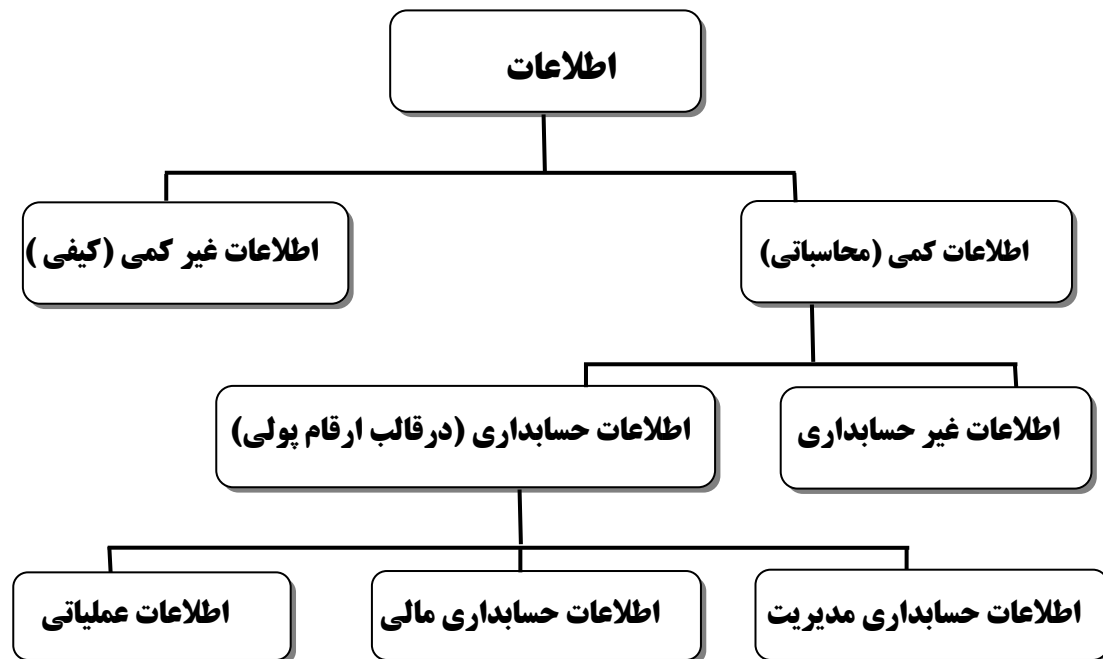 اطلاعات
اطلاعات کمی (محاسباتی)
اطلاعات غیر کمی (کیفی )
اطلاعات غیر حسابداری
اطلاعات حسابداری (درقالب ارقام پولی)
اطلاعات حسابداری مدیریت
اطلاعات حسابداری مالی
اطلاعات عملیاتی